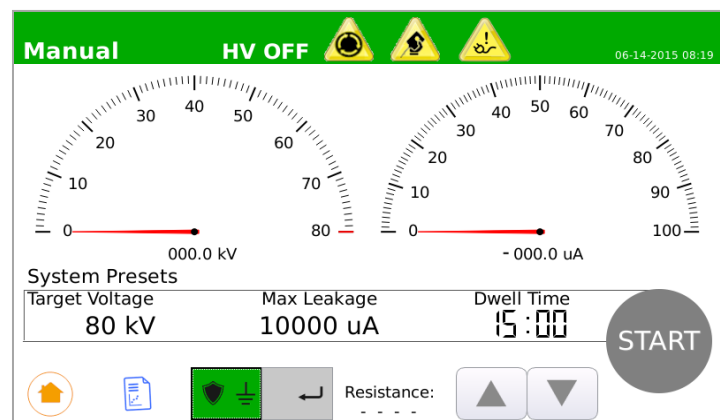 Manual HV OFF 06-14-2015 08:19
0 10 20 30 40 50 60 70 80
000.0 kV
0 10 20 30 40 50 60 70 80 90 100
- 000.0 uA
System Presets
Target Voltage Max Leakage Dwell Time
80 kV 10000 uA 15:00
START
Resistance:
- - - -